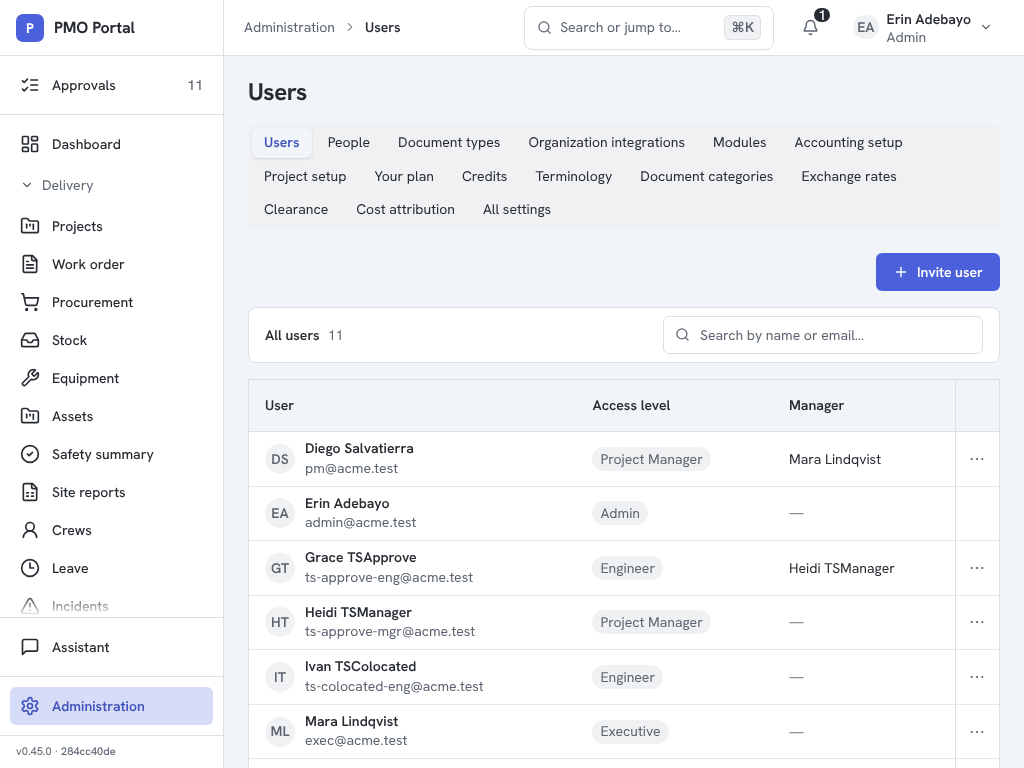 P PMO Portal
Administration > Users
Search or jump to... ⌘K
1
EA Erin Adebayo
Admin
Approvals 11
Dashboard
Delivery
Projects
Work order
Procurement
Stock
Equipment
Assets
Safety summary
Site reports
Crews
Leave
Incidents
Assistant
Administration
v0.45.0 · 284cc40de
Users
Users People Document types Organization integrations Modules Accounting setup
Project setup Your plan Credits Terminology Document categories Exchange rates
Clearance Cost attribution All settings
+ Invite user
All users 11
Search by name or email...
User Access level Manager
DS Diego Salvatierra
pm@acme.test
Project Manager Mara Lindqvist ...
EA Erin Adebayo
admin@acme.test
Admin —
GT Grace TSApprove
ts-approve-eng@acme.test
Engineer Heidi TSManager ...
HT Heidi TSManager
ts-approve-mgr@acme.test
Project Manager — ...
IT Ivan TSColocated
ts-colocated-eng@acme.test
Engineer — ...
ML Mara Lindqvist
exec@acme.test
Executive — ...